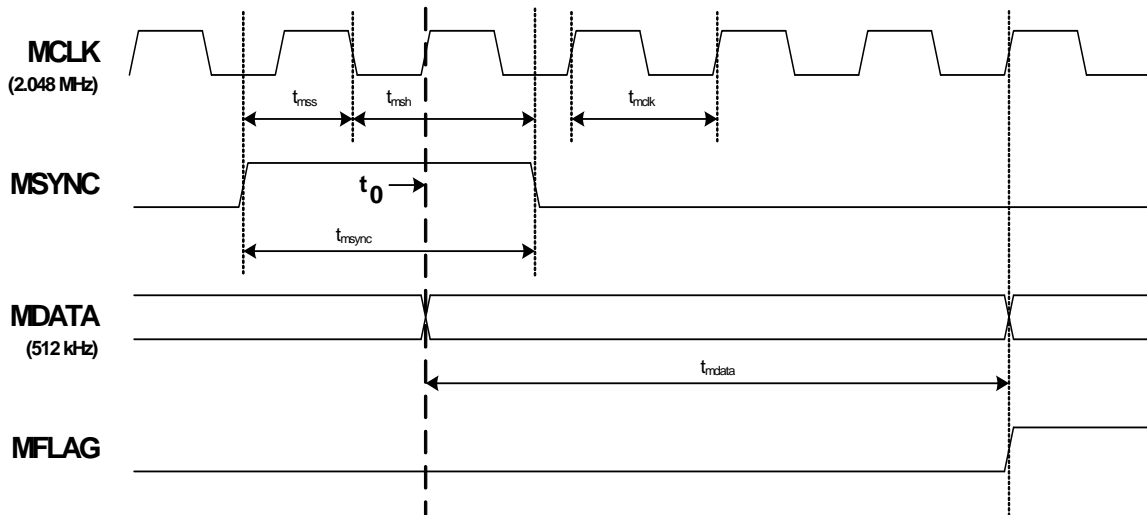 MCLK
(2.048 MHz)
tmss
tmsh
tmclk
MSYNC
t0
tmsync
MDATA
(512 kHz)
tmdata
MFLAG